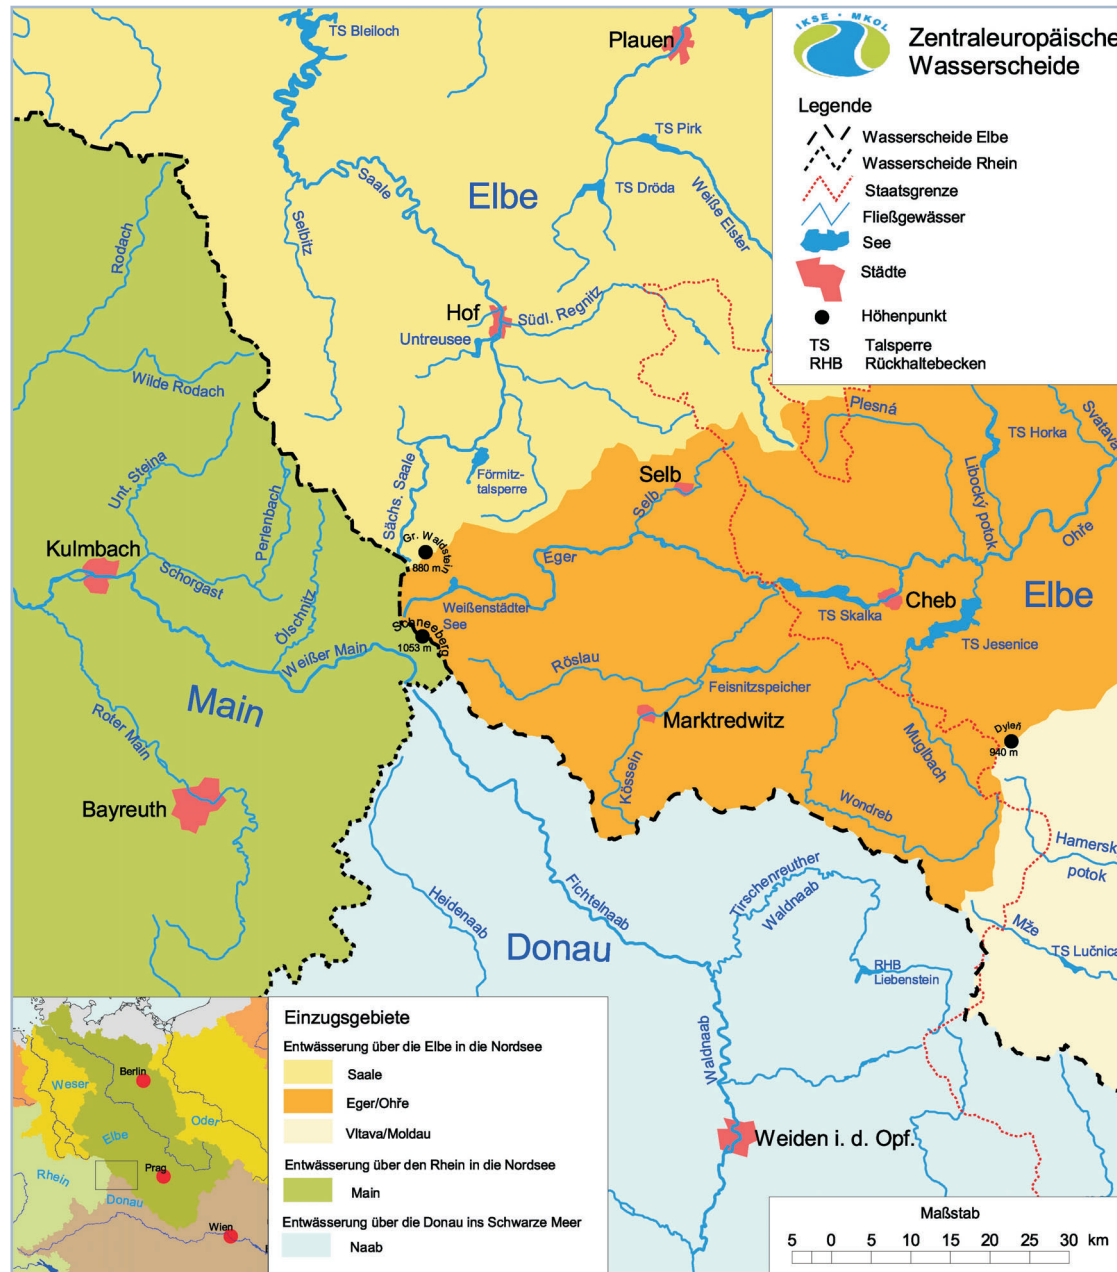 IKSE • MKOL
Zentraleuropäische
Wasserscheide
Legende
Wasserscheide Elbe
Wasserscheide Rhein
Staatsgrenze
Fließgewässer
See
Städte
Höhenpunkt
TS Talsperre
RHB Rückhaltebecken
TS Bleiloch
Plauen
TS Pirk
Saale
Elbe
TS Dröda
Weiße Elster
Rodach
Selbitz
Hof
Südl. Regnitz
Untreusee
Wilde Rodach
Plesná
Svatava
TS Horka
Förmitz-
talsperre
Selb
Selb
Libocký potok
Unt. Steina
Perlenbach
Sächs. Saale
Ohře
Kulmbach
Schorgast
Gr. Waldstein
880 m
Eger
Cheb
Elbe
Ölschnitz
Weißenstädter
See
TS Skalka
Schneeberg
1053 m
TS Jesenice
Weißer Main
Röslau
Feisnitzspeicher
Main
Marktredwitz
Roter Main
Dyleň
940 m
Muglbach
Kössein
Bayreuth
Wondreb
Hamersk
potok
Heidenaab
Fichtelnaab
Tirschenreuther
Waldnaab
Mže
Donau
TS Lučnica
RHB
Liebenstein
Waldnaab
Weiden i. d. Opf.
Weser
Berlin
Oder
Elbe
Rhein
Prag
Donau
Wien
Einzugsgebiete
Entwässerung über die Elbe in die Nordsee
Saale
Eger/Ohře
Vltava/Moldau
Entwässerung über den Rhein in die Nordsee
Main
Entwässerung über die Donau ins Schwarze Meer
Naab
Maßstab
5 0 5 10 15 20 25 30 km